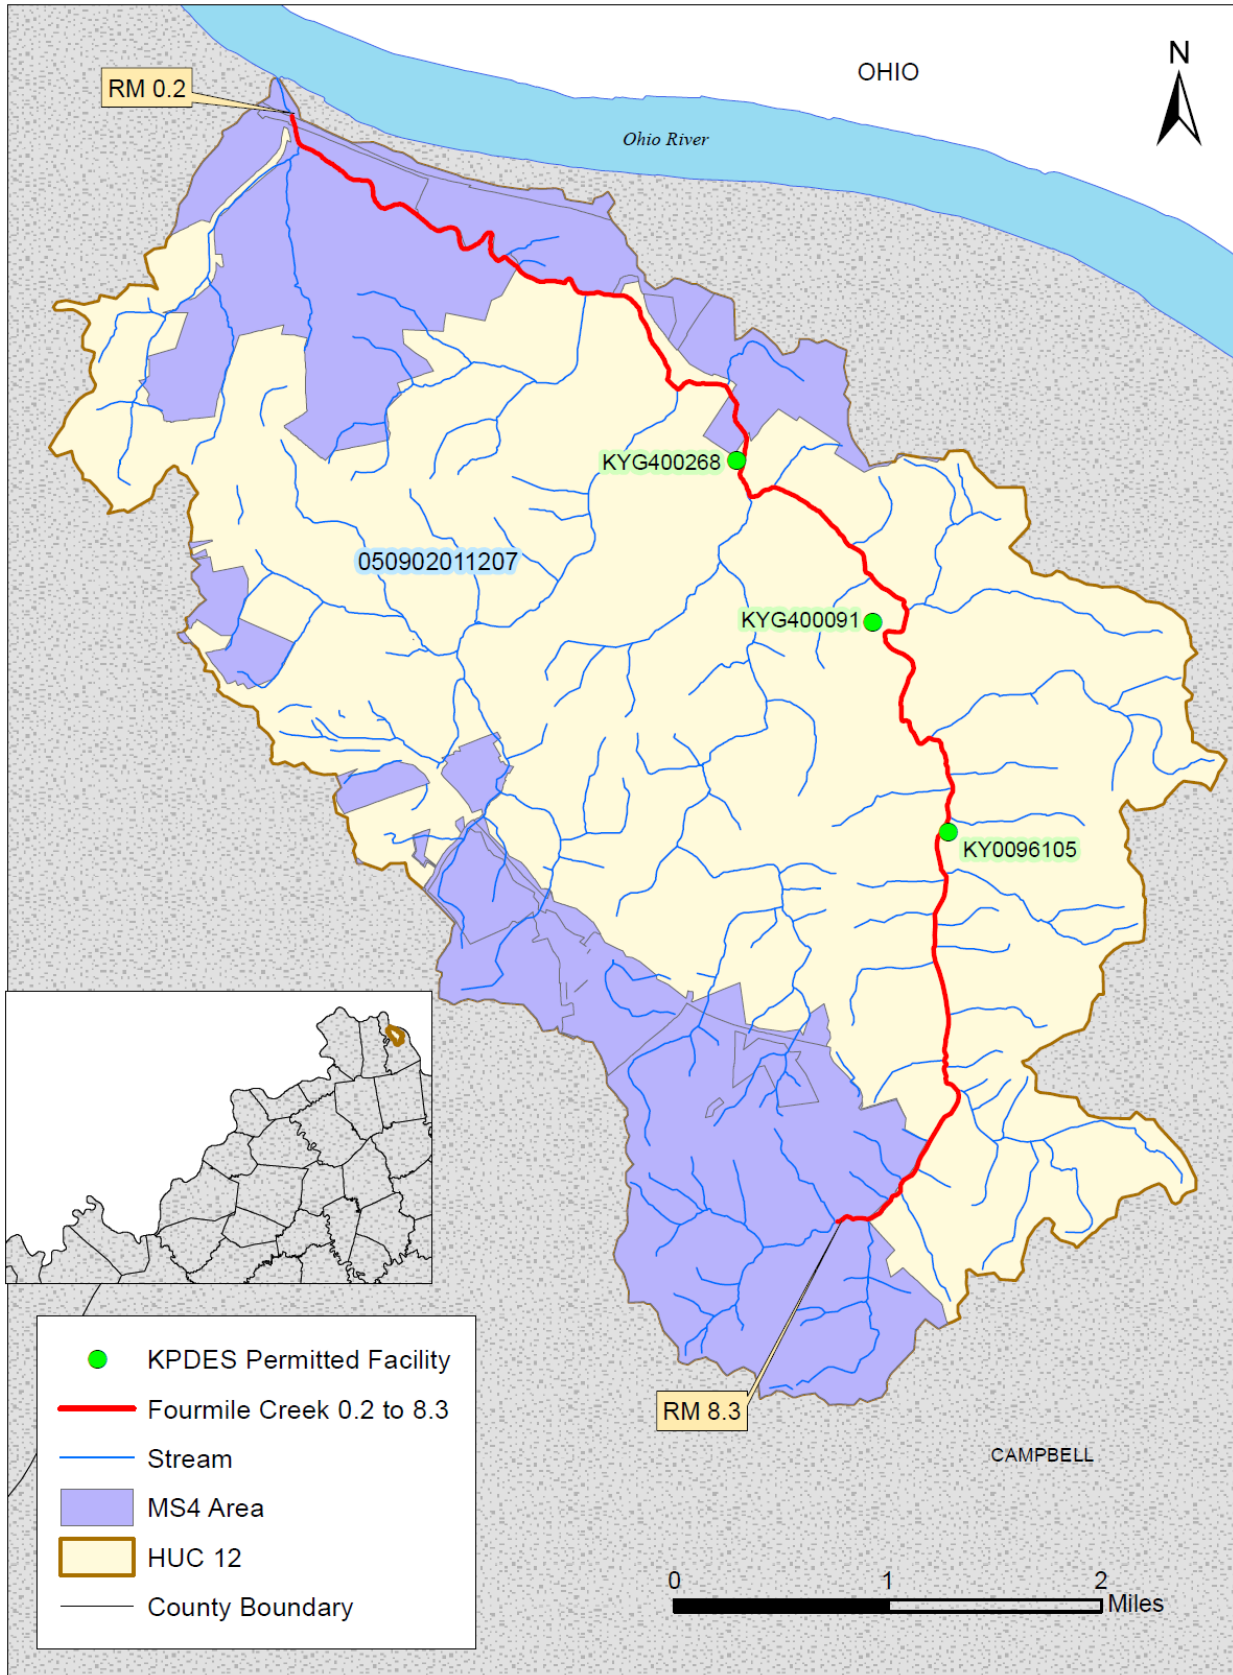 OHIO
N
RM 0.2
Ohio River
KYG400268
050902011207
KYG400091
KY0096105
RM 8.3
CAMPBELL
KPDES Permitted Facility
Fourmile Creek 0.2 to 8.3
Stream
MS4 Area
HUC 12
County Boundary
0 1 2
Miles